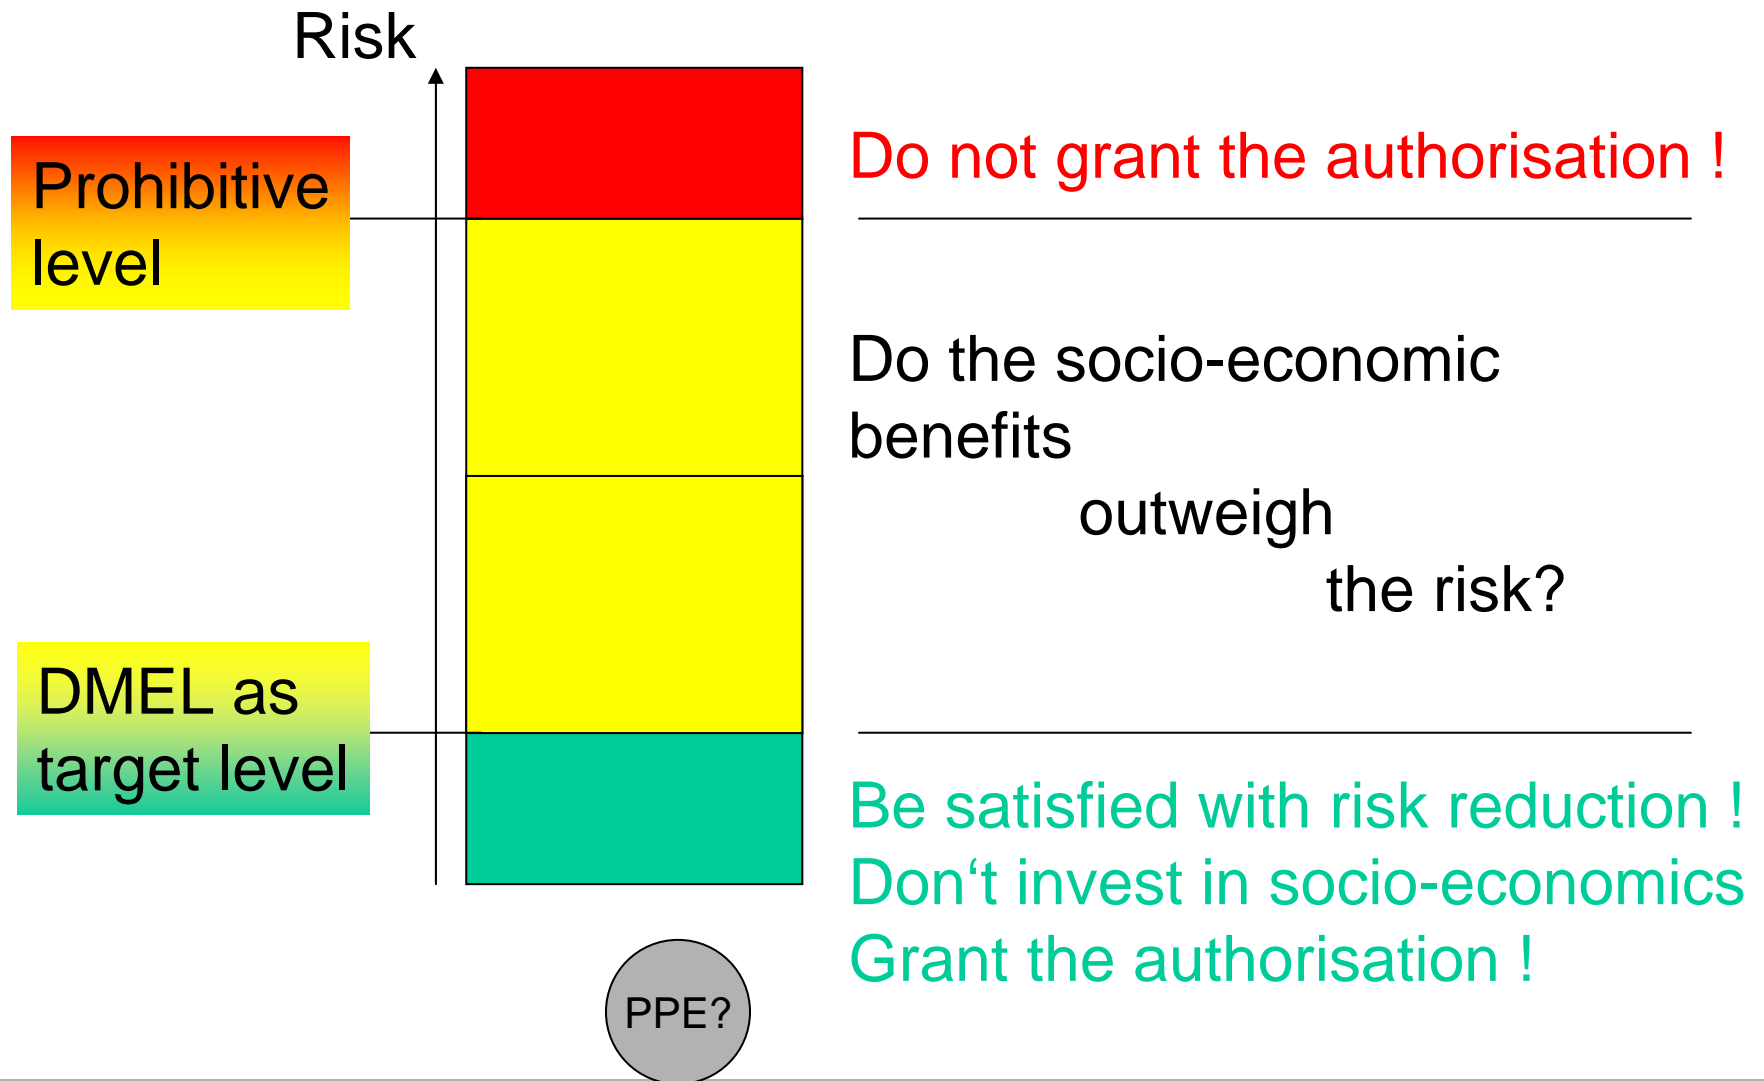 Risk
Prohibitive
level
Do not grant the authorisation !
Do the socio-economic
benefits
outweigh
the risk?
DMEL as
target level
Be satisfied with risk reduction !
Don‘t invest in socio-economics
Grant the authorisation !
PPE?